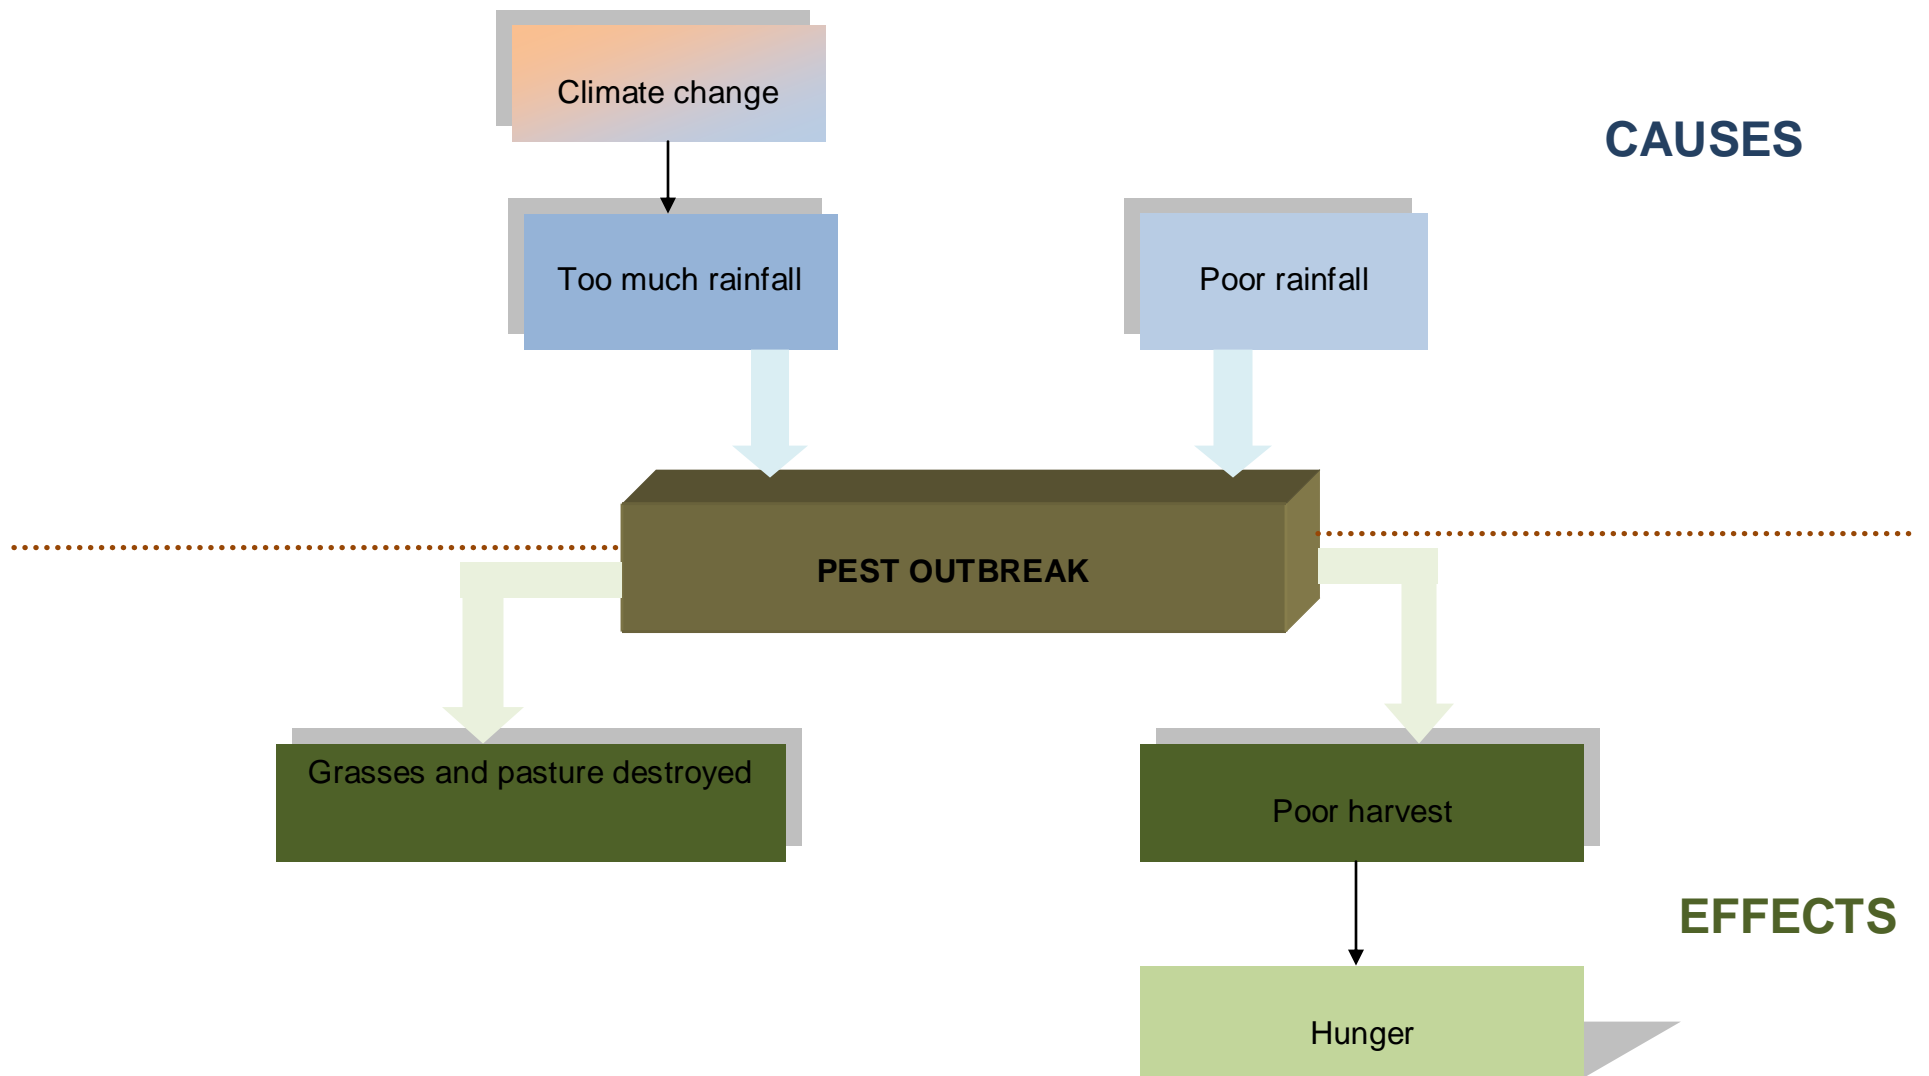 Climate change
CAUSES
Too much rainfall
Poor rainfall
PEST OUTBREAK
Grasses and pasture destroyed
Poor harvest
EFFECTS
Hunger